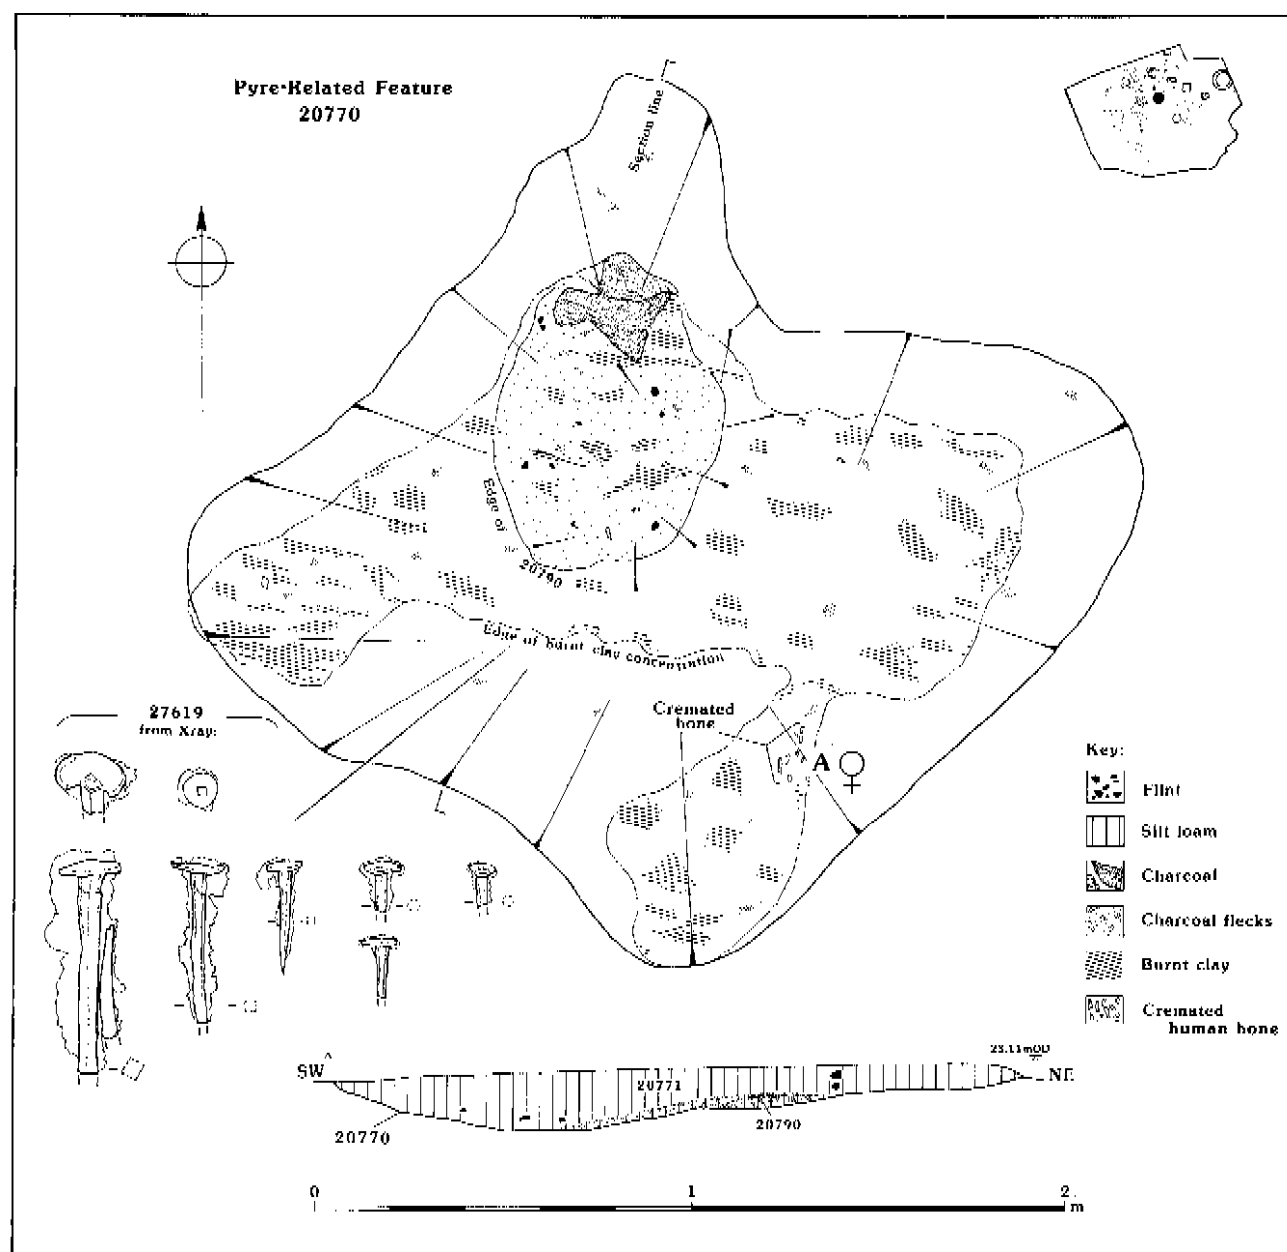 Pyre-Related Feature
20770
Section line
Edge of
20790
Edge of burnt clay concentration
27619
from Xray:
Cremated
bone
A ♀
Key:
Flint
Silt loam
Charcoal
Charcoal flecks
Burnt clay
Cremated
human bone
SW
23.11mOD
NE
20771
20770
20790
0 1 2
m